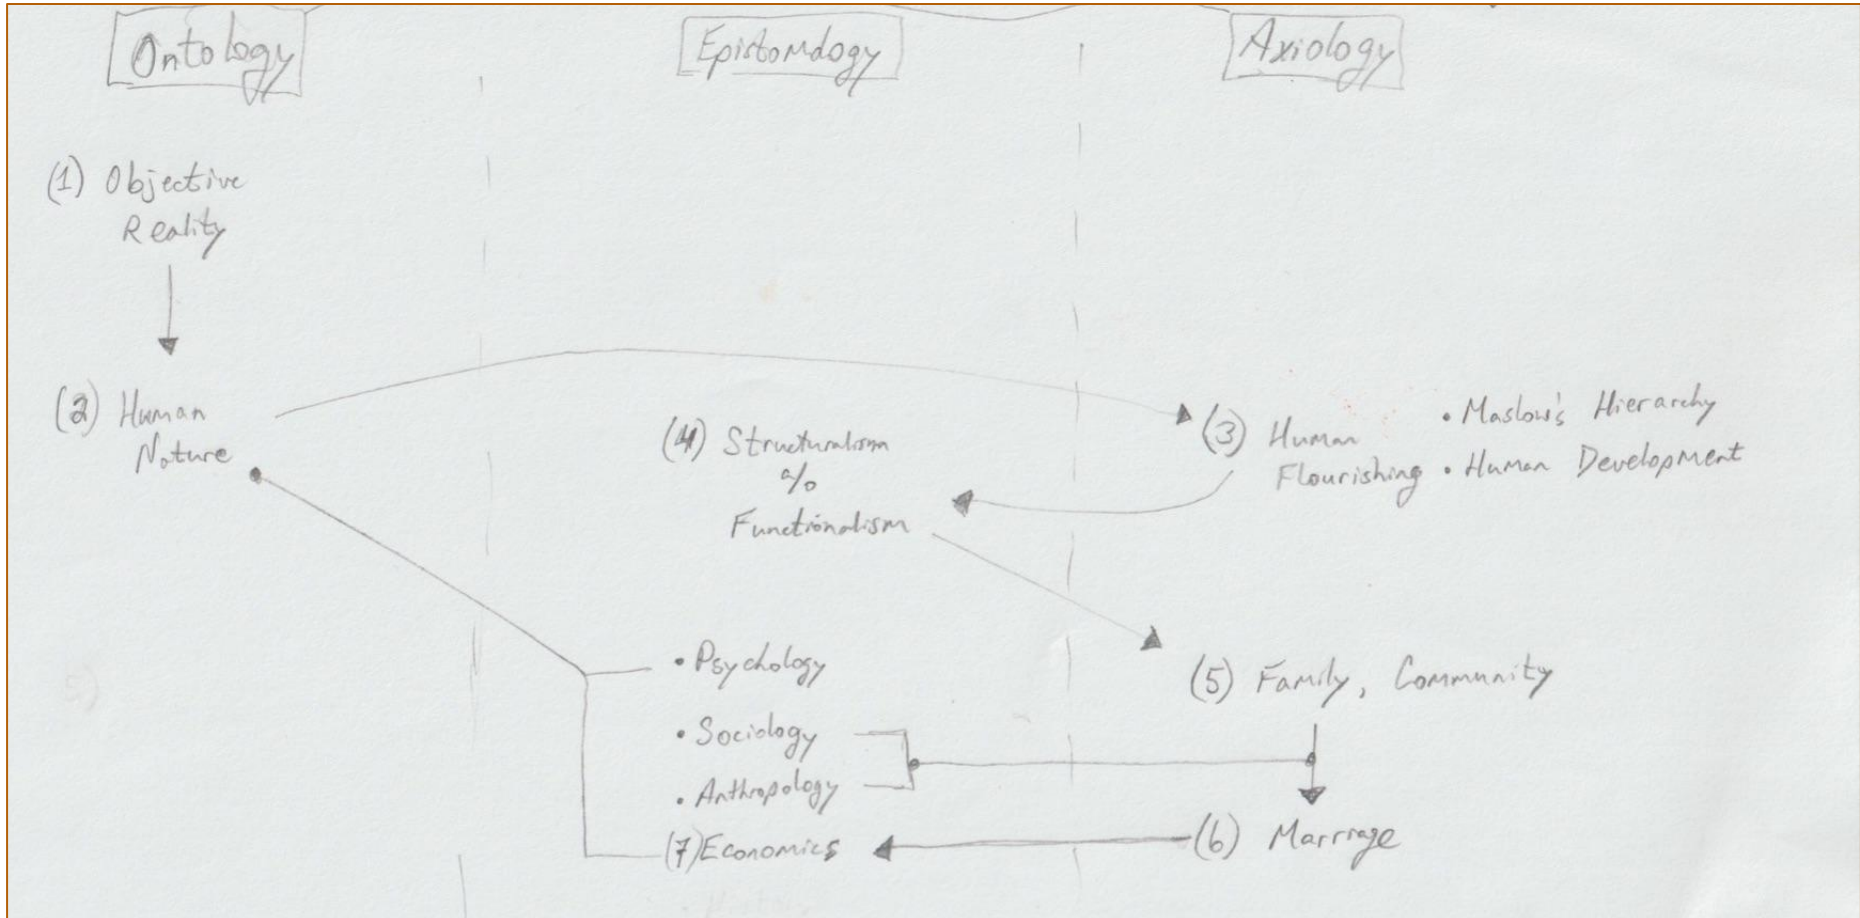 Ontology
Epistomology
Axiology
(1) Objective
Reality
(2) Human
Nature
(4) Structuralism
a/o
Functionalism
(3) Human
Flourishing
• Maslow's Hierarchy
• Human Development
• Psychology
• Sociology
• Anthropology
(7) Economics
(5) Family, Community
(6) Marriage